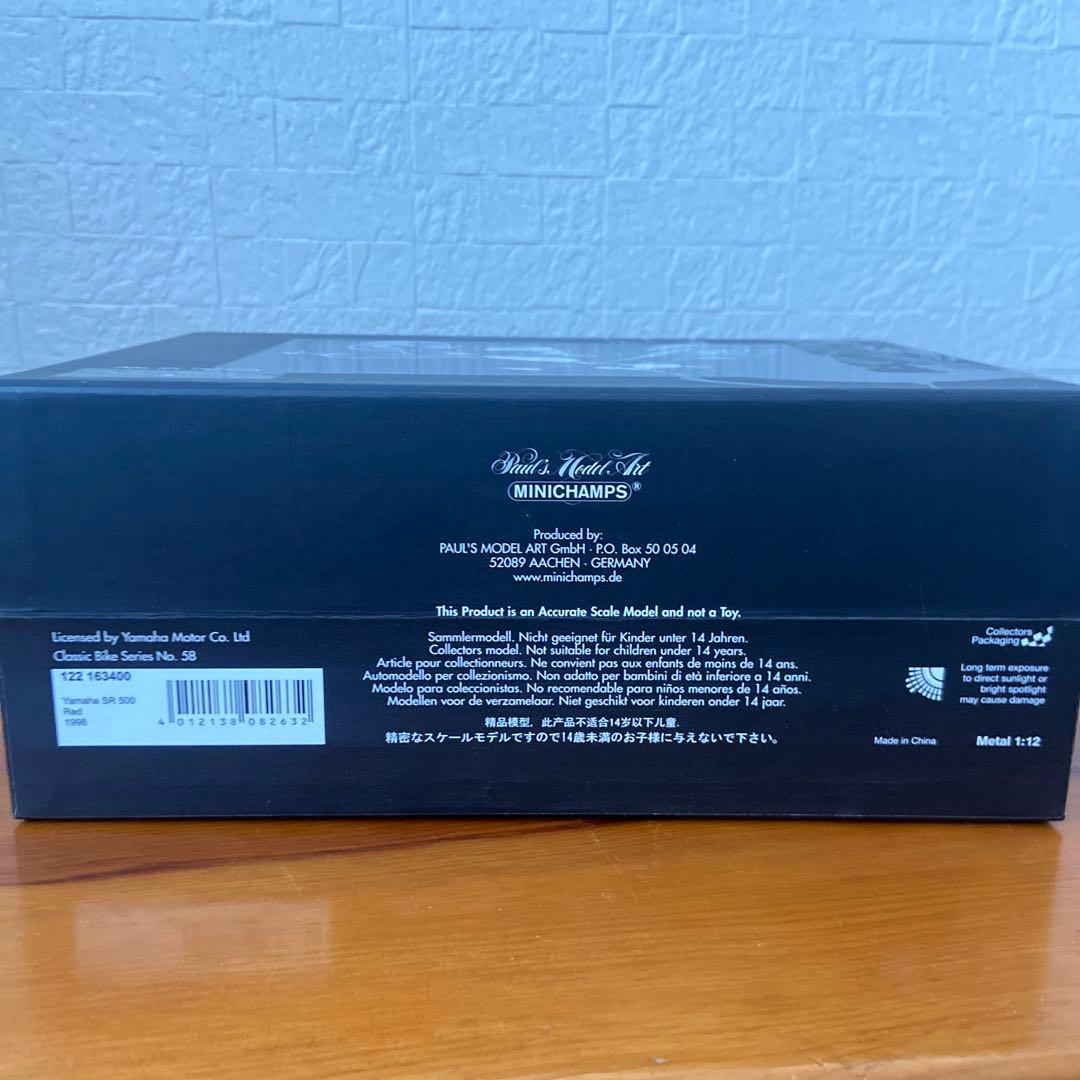 Paul's Model Art
MINICHAMPS®
Produced by:
PAUL'S MODEL ART GmbH · P.O. Box 50 05 04
52089 AACHEN · GERMANY
www.minichamps.de
This Product is an Accurate Scale Model and not a Toy.
Licensed by Yamaha Motor Co. Ltd
Classic Bike Series No. 58
122 163400
Yamaha SR 500
Red
1998
4 012138 082632
Sammlermodell. Nicht geeignet für Kinder unter 14 Jahren.
Collectors model. Not suitable for children under 14 years.
Article pour collectionneurs. Ne convient pas aux enfants de moins de 14 ans.
Automodello per collezionismo. Non adatto per bambini di età inferiore a 14 anni.
Modelo para coleccionistas. No recomendable para niños menores de 14 años.
Modellen voor de verzamelaar. Niet geschikt voor kinderen onder 14 jaar.
精品模型，此产品不适合14岁以下儿童.
精密なスケールモデルですので14歳未満のお子様に与えないで下さい。
Collectors
Packaging
Long term exposure
to direct sunlight or
bright spotlight
may cause damage
Made in China
Metal 1:12